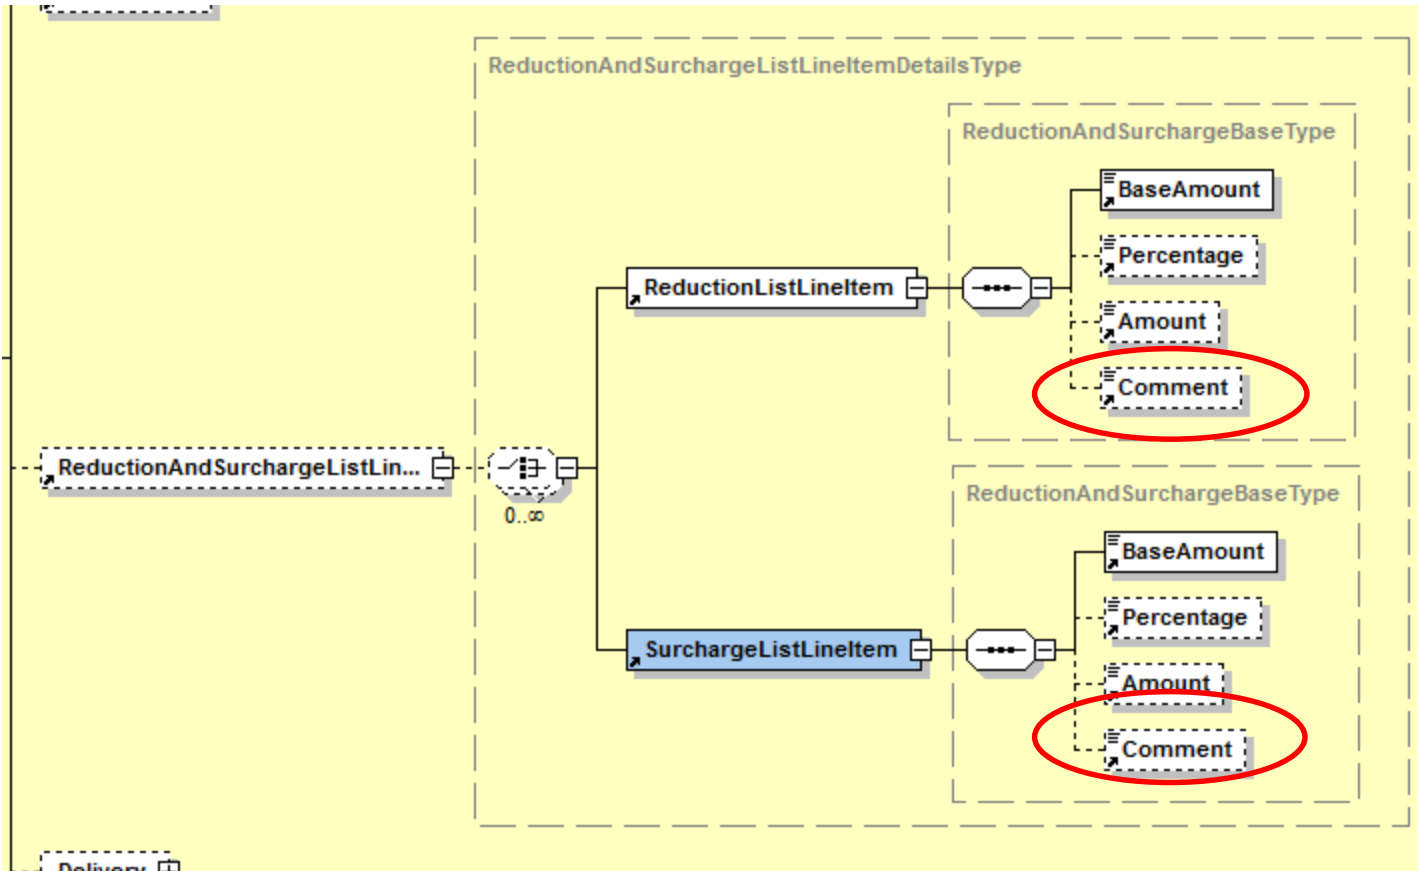 ReductionAndSurchargeListLineItemDetailsType
ReductionAndSurchargeBaseType
BaseAmount
Percentage
ReductionListLineItem
Amount
Comment
ReductionAndSurchargeListLin...
0..∞
ReductionAndSurchargeBaseType
BaseAmount
Percentage
SurchargeListLineItem
Amount
Comment
Delivery